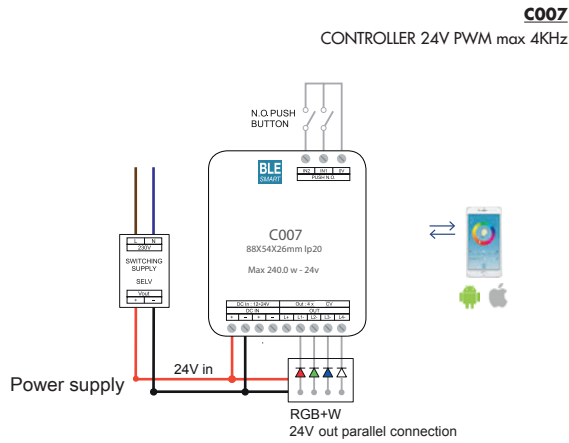 C007
CONTROLLER 24V PWM max 4KHz
N.O. PUSH
BUTTON
BLE
SMART
IN2 IN1 0V
PUSH N.O.
C007
88X54X26mm Ip20
Max 240.0 w - 24v
L N
230V
SWITCHING
SUPPLY
SELV
Vout
+ −
DC In : 12÷24V Out : 4 x CV
DC IN OUT
+ − + − L+ L1- L2- L3- L4-
24V in
Power supply
RGB+W
24V out parallel connection